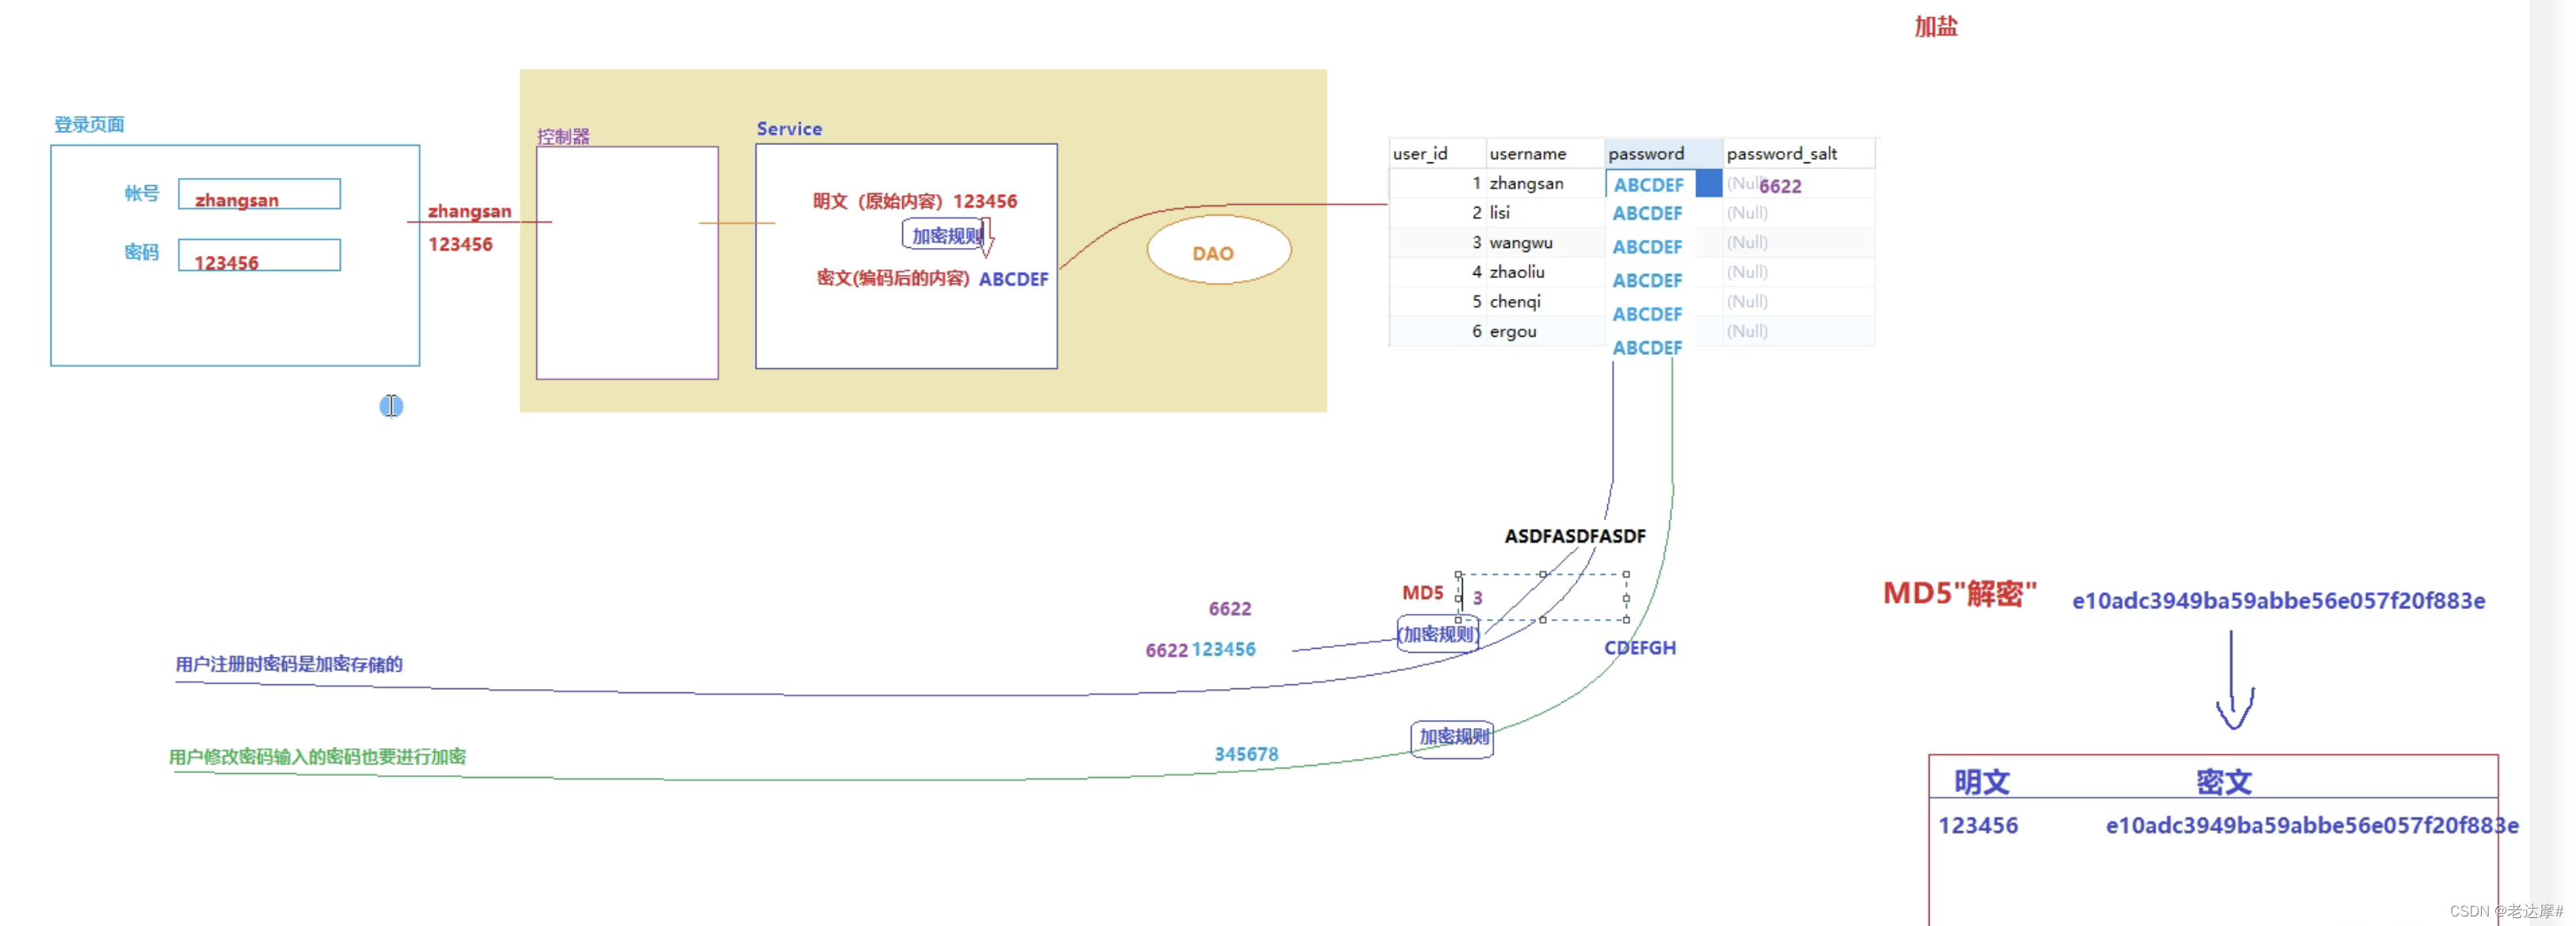 加盐
登录页面
帐号 zhangsan
密码 123456
zhangsan
123456
控制器
Service
明文（原始内容）123456
加密规则
密文(编码后的内容) ABCDEF
DAO
user_id username password password_salt
1 zhangsan ABCDEF (Null) 6622
2 lisi ABCDEF (Null)
3 wangwu ABCDEF (Null)
4 zhaoliu ABCDEF (Null)
5 chenqi ABCDEF (Null)
6 ergou ABCDEF (Null)
ASDFASDFASDF
MD5 3
6622
(加密规则)
6622 123456
CDEFGH
用户注册时密码是加密存储的
加密规则
345678
用户修改密码输入的密码也要进行加密
MD5"解密" e10adc3949ba59abbe56e057f20f883e
明文 密文
123456 e10adc3949ba59abbe56e057f20f883e
CSDN @老达摩#